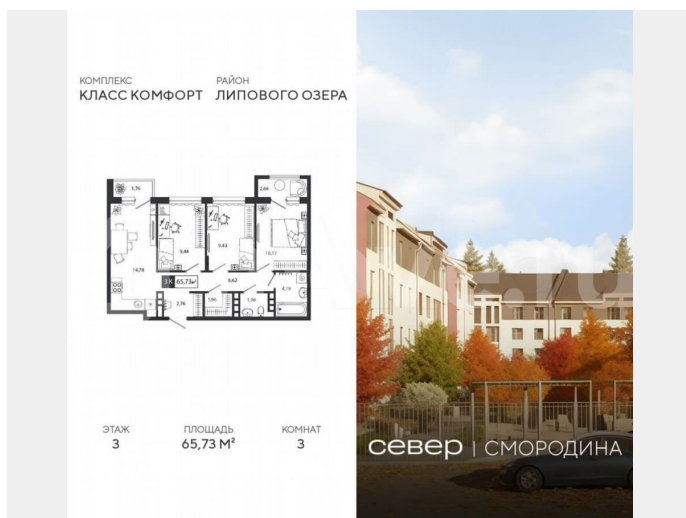 КОМПЛЕКС
КЛАСС КОМФОРТ
РАЙОН
ЛИПОВОГО ОЗЕРА
1,76
2,66
9,44
9,43
10,17
14,78
3 К 65,73м²
6,62
4,19
2,76
1,96
1,96
ЭТАЖ
3
ПЛОЩАДЬ
65,73 М²
КОМНАТ
3
север | СМОРОДИНА